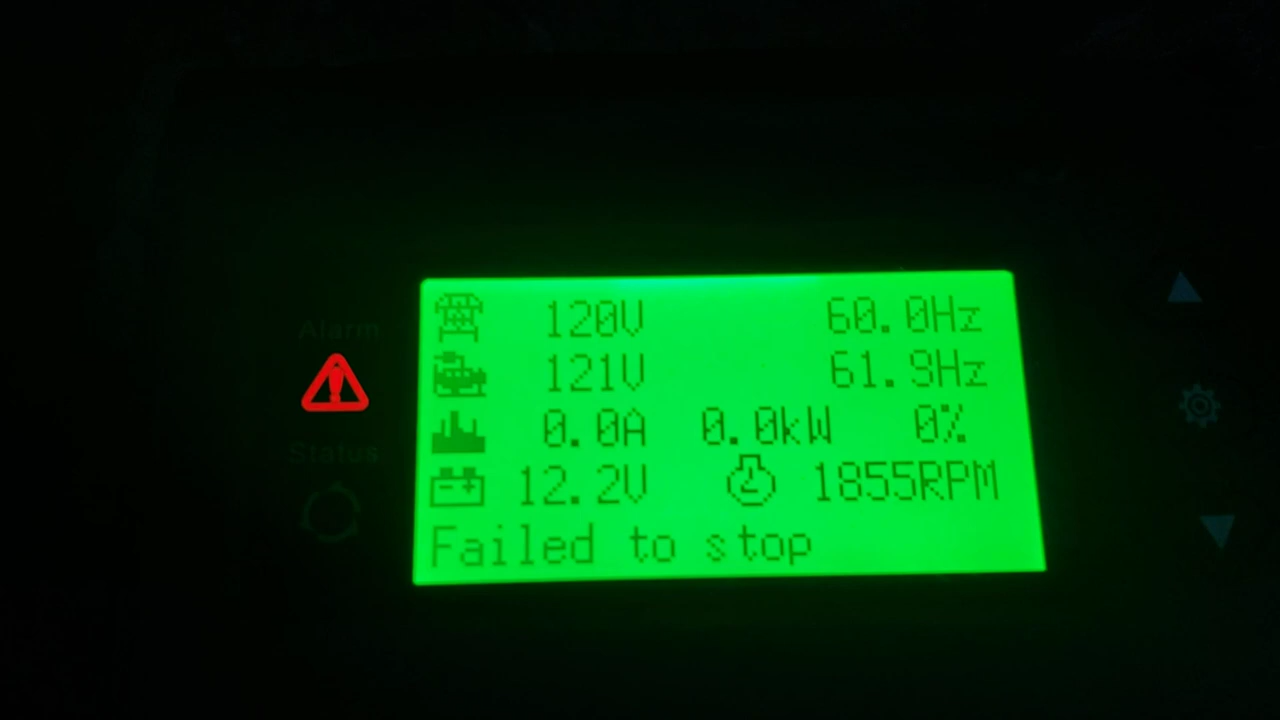 120V 60.0Hz
Alarm
121V 61.9Hz
0.0A 0.0kW 0%
Status
12.2V 1855RPM
Failed to stop